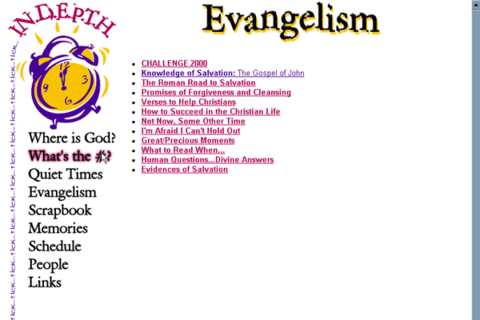 IN.D.E.P.T.H
Evangelism
CHALLENGE 2000
Knowledge of Salvation: The Gospel of John
The Roman Road to Salvation
Promises of Forgiveness and Cleansing
Verses to Help Christians
How to Succeed in the Christian Life
Not Now, Some Other Time
I'm Afraid I Can't Hold Out
Great/Precious Moments
What to Read When...
Human Questions...Divine Answers
Evidences of Salvation
Where is God?
What's the #?
Quiet Times
Evangelism
Scrapbook
Memories
Schedule
People
Links
tick...tick...tick...tick...tick...tick...tick...tick